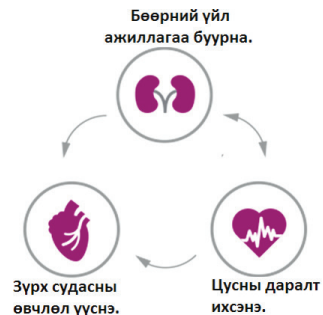 Бөөрний үйл
ажиллагаа буурна.
Зүрх судасны
өвчлөл үүснэ.
Цусны даралт
ихсэнэ.